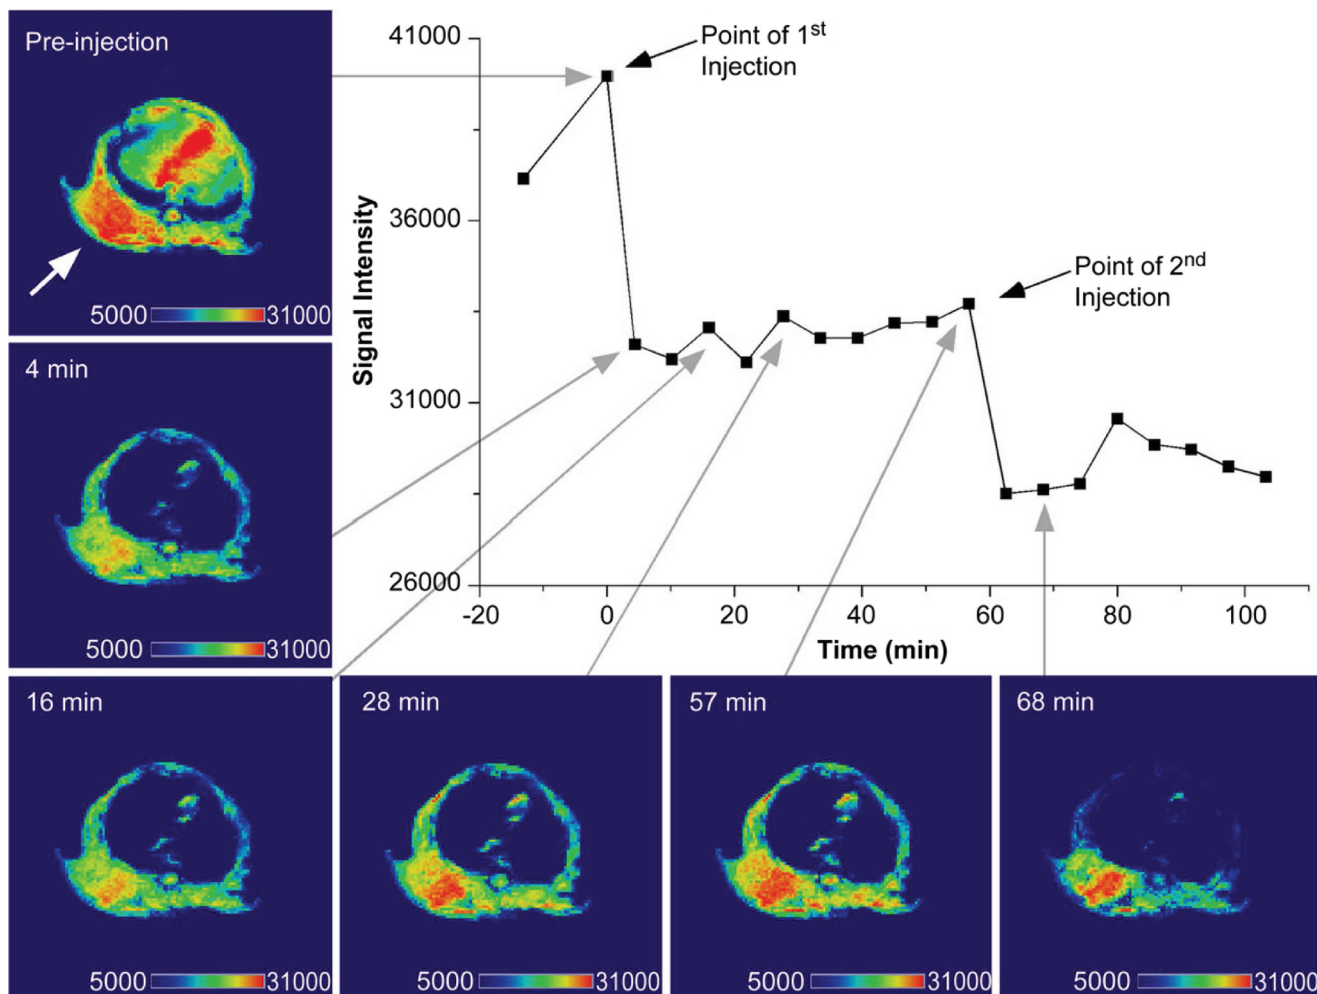 Pre-injection
5000 31000
4 min
5000 31000
16 min
5000 31000
28 min
5000 31000
57 min
5000 31000
68 min
5000 31000
41000
36000
31000
26000
Signal Intensity
Point of 1st
Injection
Point of 2nd
Injection
-20 0 20 40 60 80 100
Time (min)